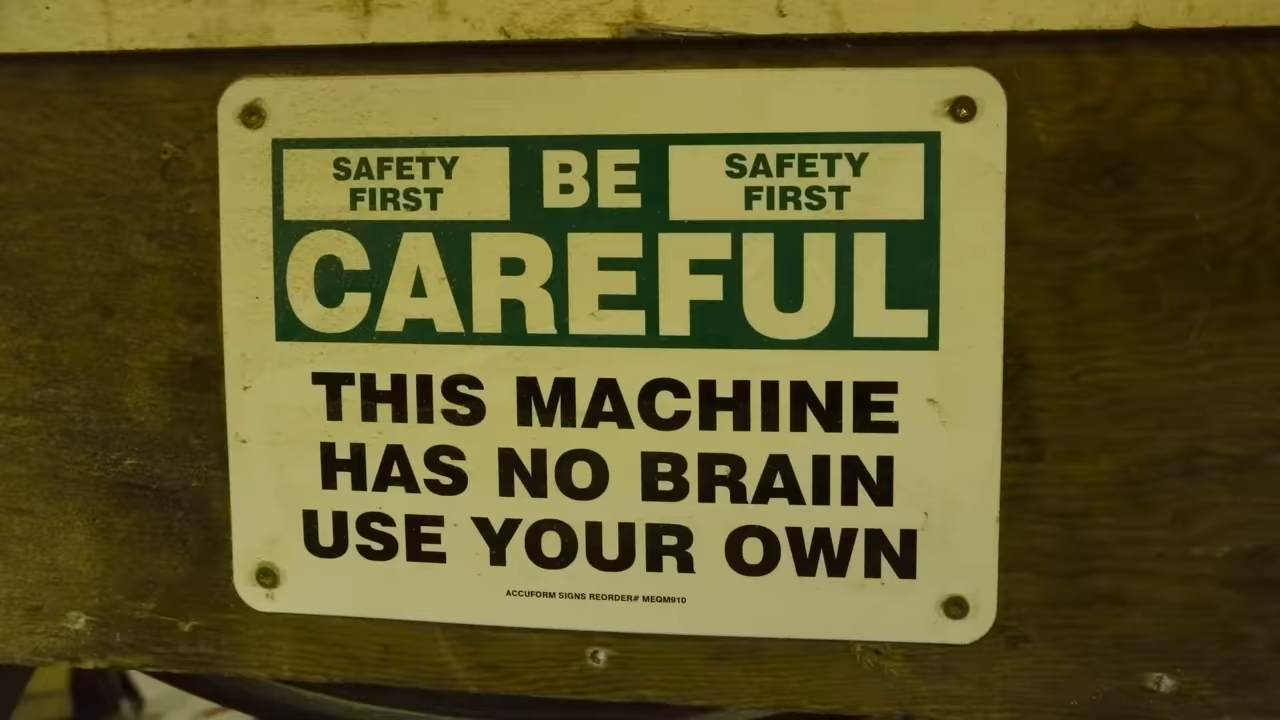 SAFETY FIRST BE SAFETY FIRST
CAREFUL
THIS MACHINE
HAS NO BRAIN
USE YOUR OWN
ACCUFORM SIGNS REORDER# MEQM910